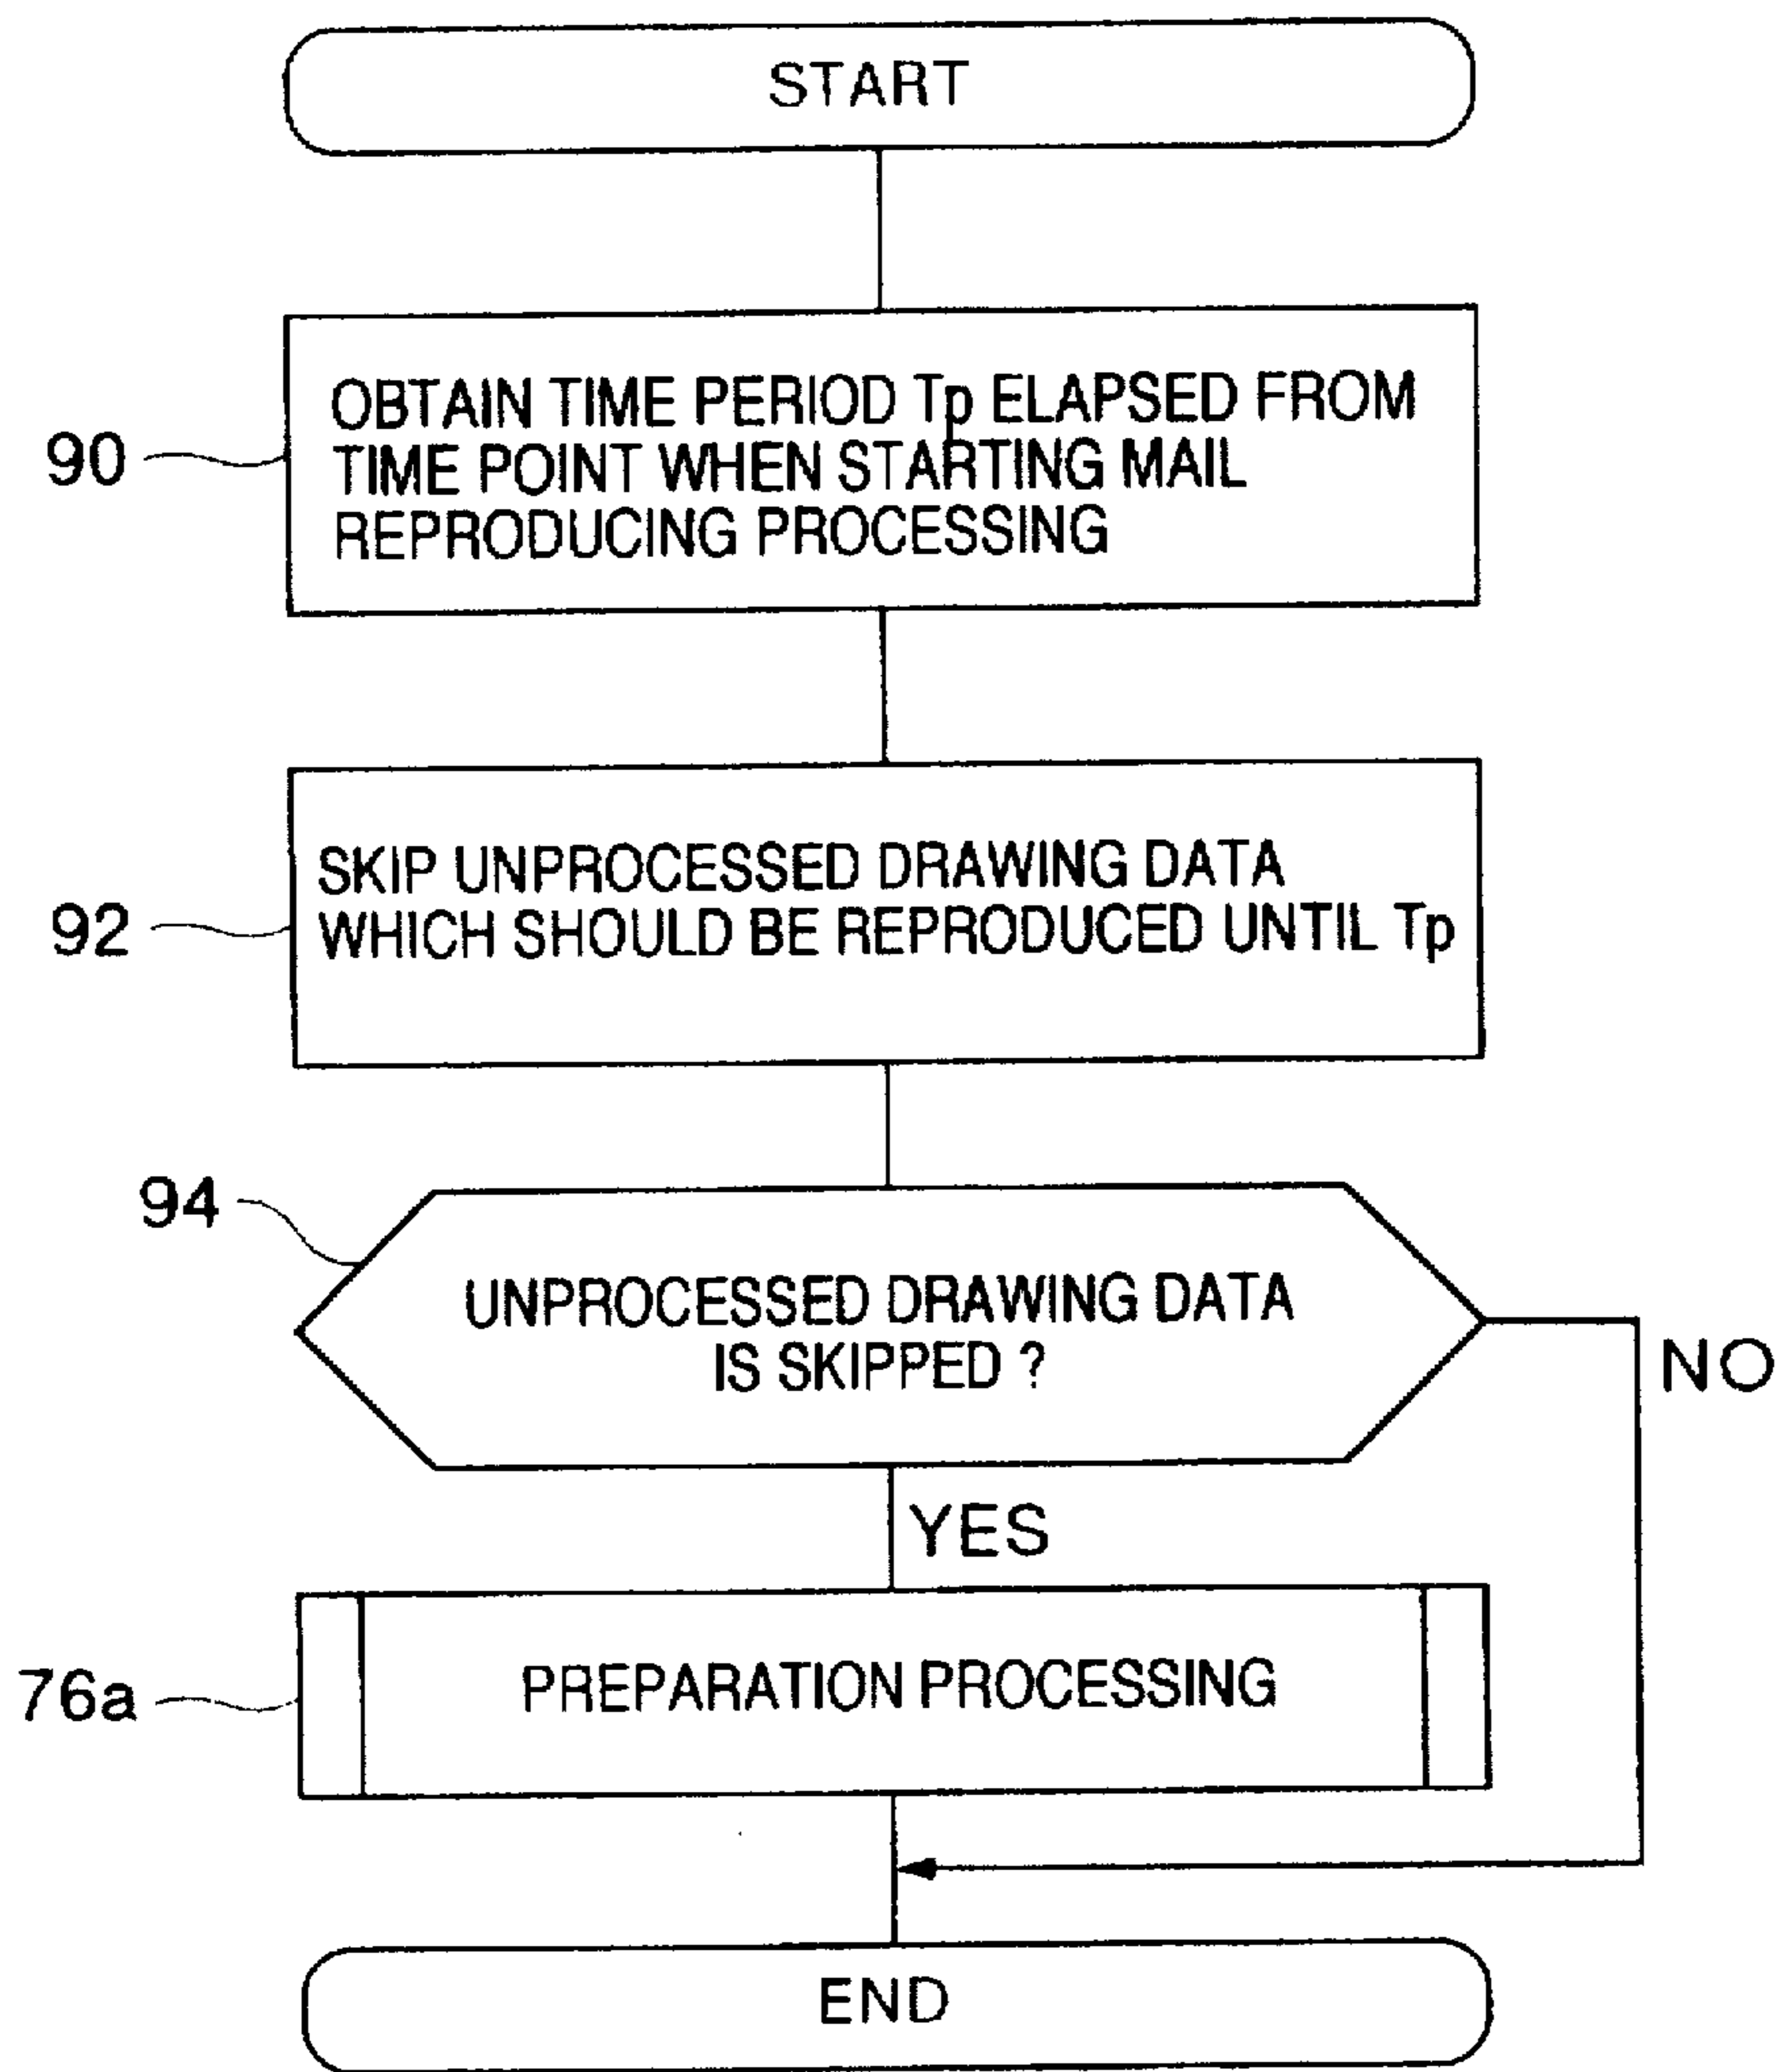 START
90
OBTAIN TIME PERIOD Tp ELAPSED FROM
TIME POINT WHEN STARTING MAIL
REPRODUCING PROCESSING
92
SKIP UNPROCESSED DRAWING DATA
WHICH SHOULD BE REPRODUCED UNTIL Tp
94
UNPROCESSED DRAWING DATA
IS SKIPPED ?
NO
YES
76a
PREPARATION PROCESSING
END